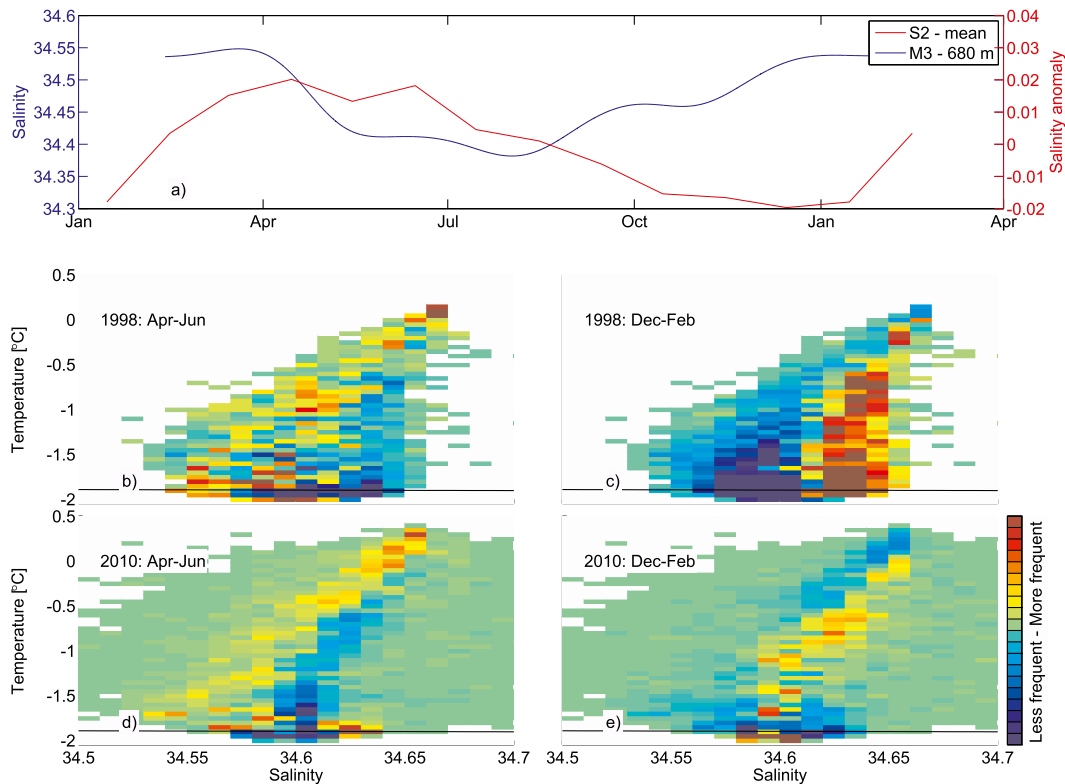 34.6
34.55
34.5
34.45
34.4
34.35
34.3
Salinity
0.04
0.03
0.02
0.01
0
-0.01
-0.02
Salinity anomaly
S2 - mean
M3 - 680 m
a)
Jan
Apr
Jul
Oct
Jan
Apr
0.5
0
-0.5
-1
-1.5
-2
Temperature [°C]
1998: Apr-Jun
b)
1998: Dec-Feb
c)
0.5
0
-0.5
-1
-1.5
-2
Temperature [°C]
2010: Apr-Jun
d)
2010: Dec-Feb
e)
34.5
34.55
34.6
34.65
34.7
Salinity
34.5
34.55
34.6
34.65
34.7
Salinity
Less frequent - More frequent